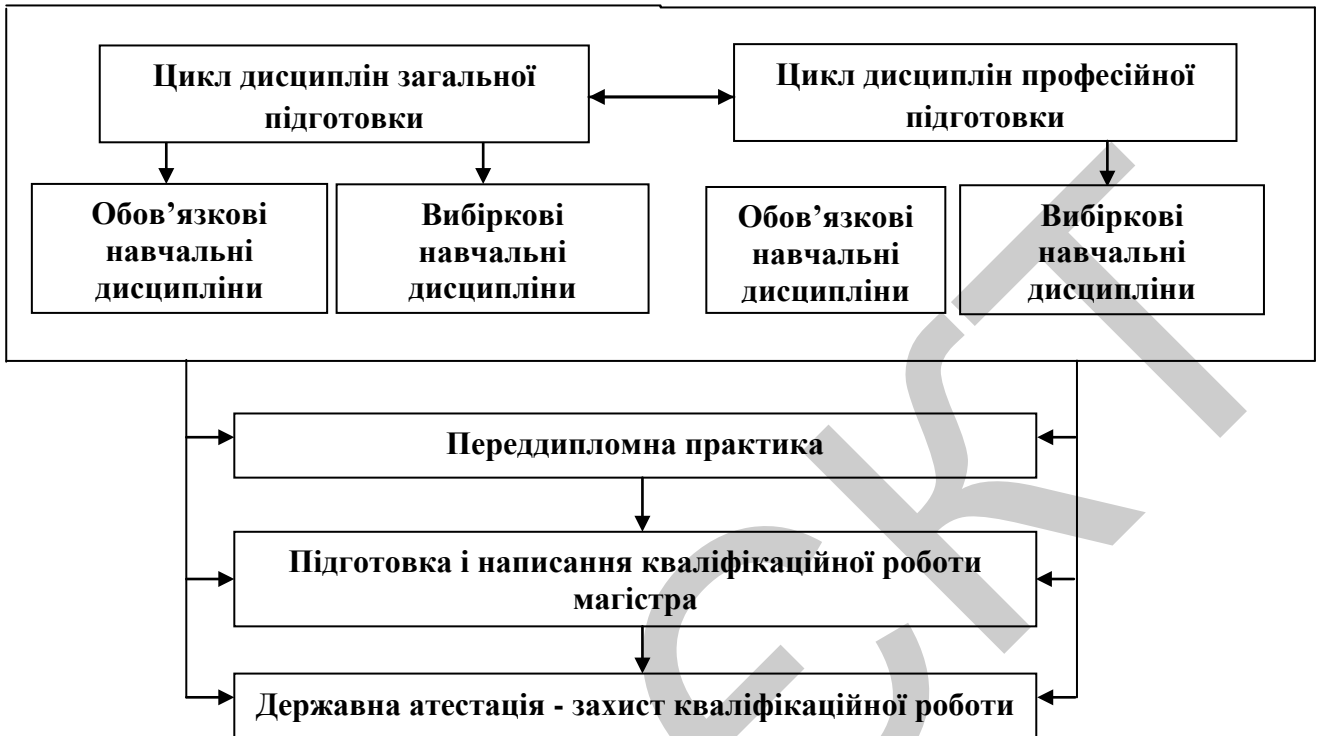 Цикл дисциплін загальної
підготовки
Цикл дисциплін професійної
підготовки
Обов’язкові
навчальні
дисципліни
Вибіркові
навчальні
дисципліни
Обов’язкові
навчальні
дисципліни
Вибіркові
навчальні
дисципліни
Переддипломна практика
Підготовка і написання кваліфікаційної роботи
магістра
Державна атестація - захист кваліфікаційної роботи
ЄКТ